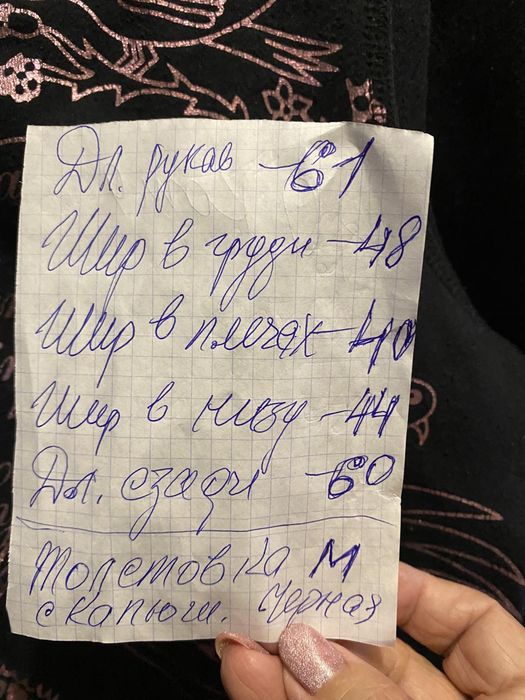 Дл. рукав - 61
Шир в груди - 48
Шир в плечах - 40
Шир в низу - 44
Дл. сзади - 60
Толстовка М
с капюш. Черная